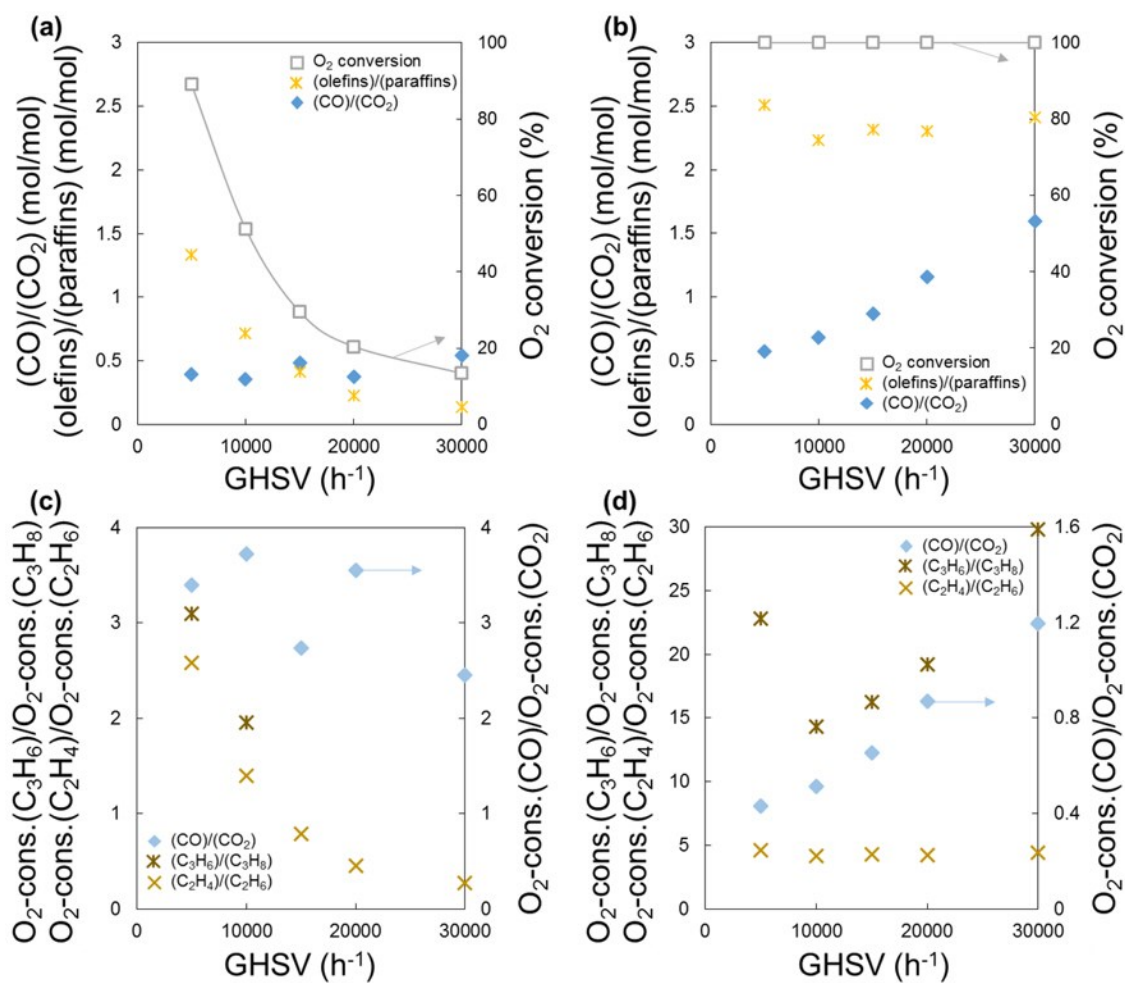 (a)
(CO)/(CO₂) (mol/mol)
(olefins)/(paraffins) (mol/mol)
3
2.5
2
1.5
1
0.5
0
O₂ conversion
(olefins)/(paraffins)
(CO)/(CO₂)
100
80
60
40
20
0
O₂ conversion (%)
0
10000
20000
30000
GHSV (h⁻¹)
(b)
(CO)/(CO₂) (mol/mol)
(olefins)/(paraffins) (mol/mol)
3
2.5
2
1.5
1
0.5
0
O₂ conversion
(olefins)/(paraffins)
(CO)/(CO₂)
100
80
60
40
20
0
O₂ conversion (%)
0
10000
20000
30000
GHSV (h⁻¹)
(c)
O₂-cons.(C₃H₆)/O₂-cons.(C₃H₈)
O₂-cons.(C₂H₄)/O₂-cons.(C₂H₆)
4
3
2
1
0
(CO)/(CO₂)
(C₃H₆)/(C₃H₈)
(C₂H₄)/(C₂H₆)
4
3
2
1
0
O₂-cons.(CO)/O₂-cons.(CO₂)
0
10000
20000
30000
GHSV (h⁻¹)
(d)
O₂-cons.(C₃H₆)/O₂-cons.(C₃H₈)
O₂-cons.(C₂H₄)/O₂-cons.(C₂H₆)
30
25
20
15
10
5
0
(CO)/(CO₂)
(C₃H₆)/(C₃H₈)
(C₂H₄)/(C₂H₆)
1.6
1.2
0.8
0.4
0
O₂-cons.(CO)/O₂-cons.(CO₂)
0
10000
20000
30000
GHSV (h⁻¹)